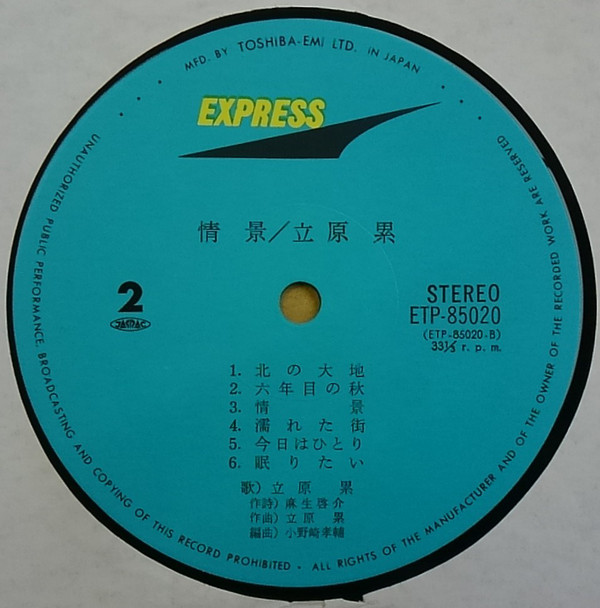 MFD. BY TOSHIBA-EMI LTD. IN JAPAN
EXPRESS
情景／立原 累
2
STEREO
ETP-85020
(ETP-85020-B)
33⅓ r.p.m.
1. 北の大地
2. 六年目の秋
3. 情景
4. 濡れた街
5. 今日はひとり
6. 眠りたい
歌) 立原 累
作詩) 麻生啓介
作曲) 立原 累
編曲) 小野崎孝輔
UNAUTHORIZED PUBLIC PERFORMANCE, BROADCASTING AND COPYING OF THIS RECORD PROHIBITED · ALL RIGHTS OF THE MANUFACTURER AND OF THE OWNER OF THE RECORDED WORK ARE RESERVED